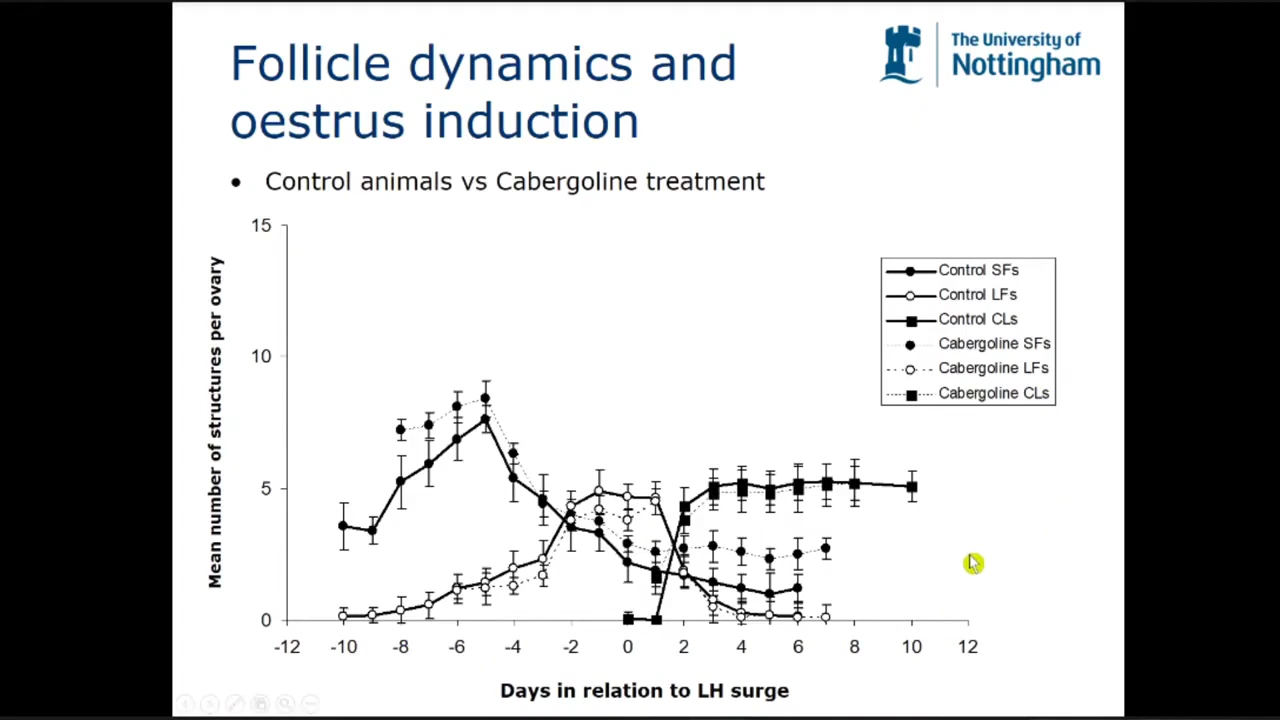 Follicle dynamics and
oestrus induction
The University of
Nottingham
• Control animals vs Cabergoline treatment
Mean number of structures per ovary
15
10
5
0
Control SFs
Control LFs
Control CLs
Cabergoline SFs
Cabergoline LFs
Cabergoline CLs
-12 -10 -8 -6 -4 -2 0 2 4 6 8 10 12
Days in relation to LH surge